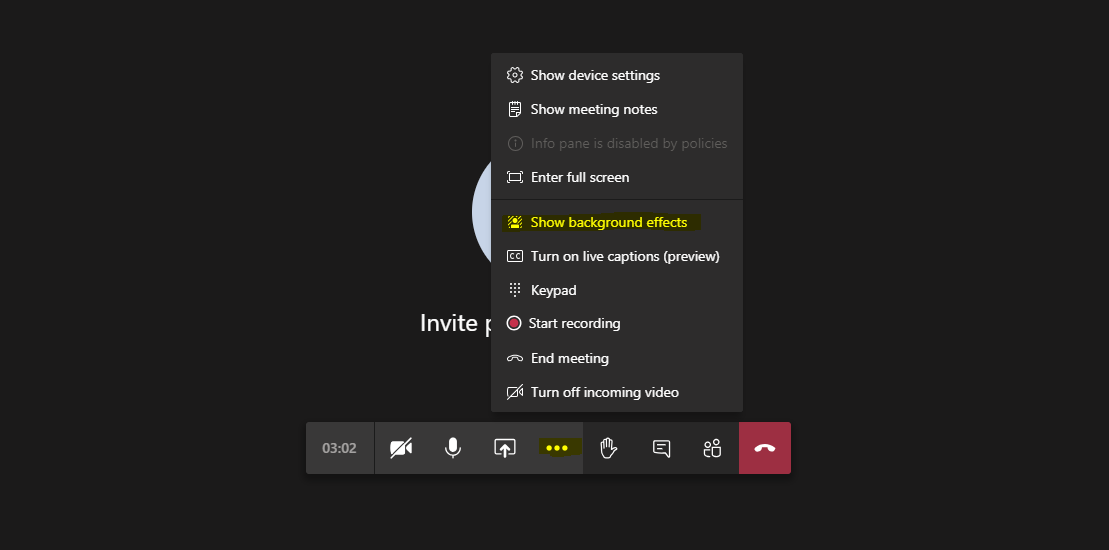 Show device settings
Show meeting notes
Info pane is disabled by policies
Enter full screen
Show background effects
CC Turn on live captions (preview)
Keypad
Invite
Start recording
End meeting
Turn off incoming video
03:02